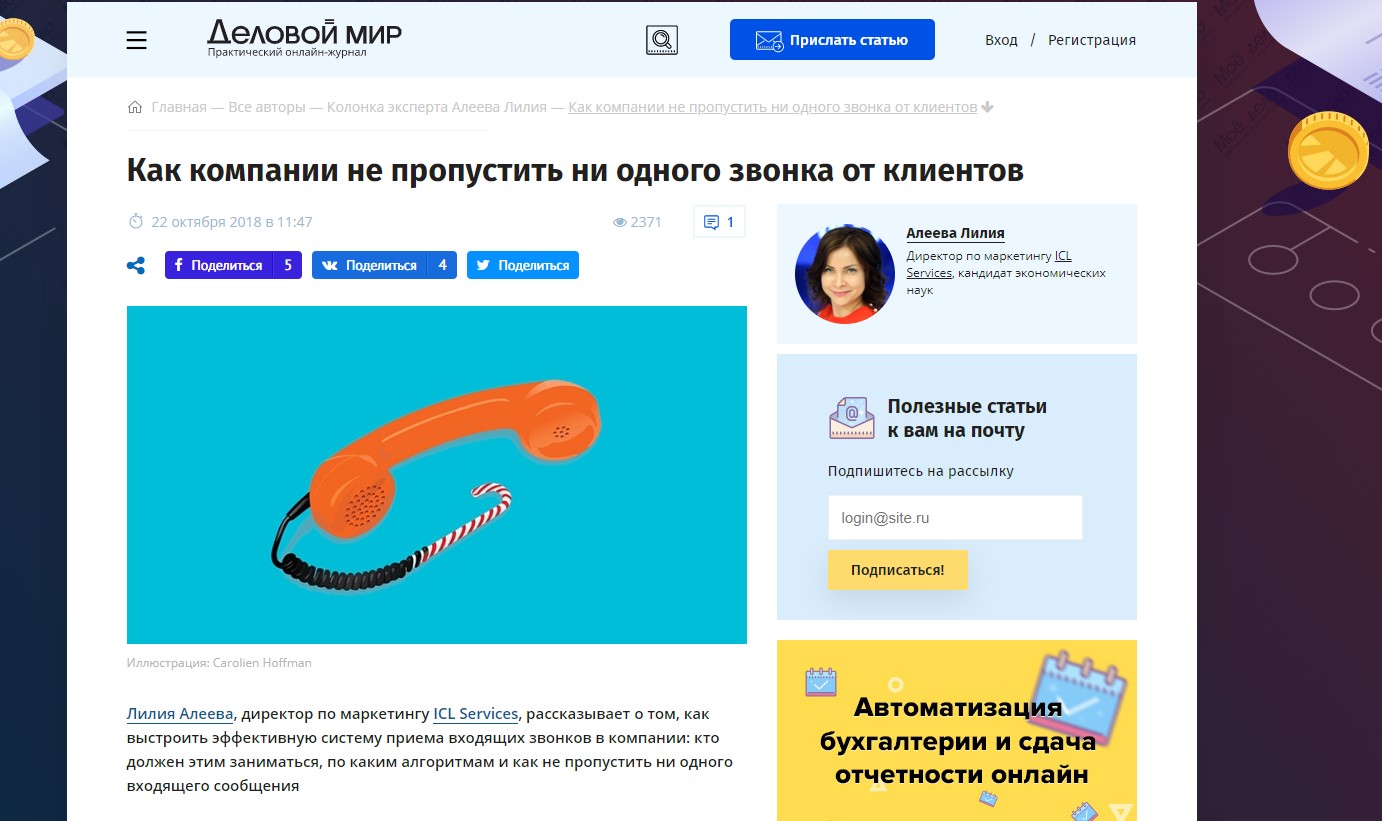 Деловой мир
Практический онлайн-журнал
Прислать статью
Вход / Регистрация
Главная — Все авторы — Колонка эксперта Алеева Лилия — Как компании не пропустить ни одного звонка от клиентов
Как компании не пропустить ни одного звонка от клиентов
22 октября 2018 в 11:47
2371
1
Поделиться 5
Поделиться 4
Поделиться
Алеева Лилия
Директор по маркетингу ICL
Services, кандидат экономических
наук
Полезные статьи
к вам на почту
Подпишитесь на рассылку
login@site.ru
Подписаться!
Иллюстрация: Carolien Hoffman
Лилия Алеева, директор по маркетингу ICL Services, рассказывает о том, как
выстроить эффективную систему приема входящих звонков в компании: кто
должен этим заниматься, по каким алгоритмам и как не пропустить ни одного
входящего сообщения
Автоматизация
бухгалтерии и сдача
отчетности онлайн